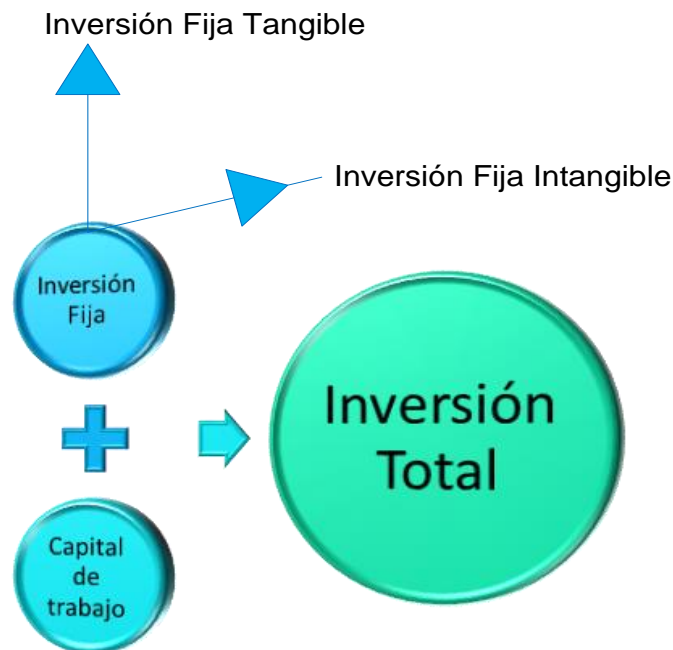 Inversión Fija Tangible
Inversión Fija Intangible
Inversión
Fija
Inversión
Total
Capital
de
trabajo